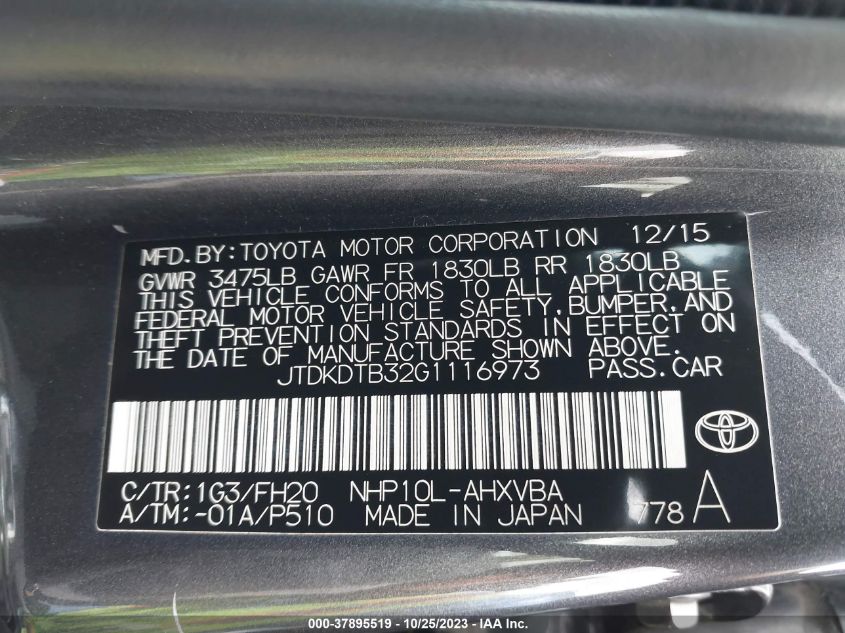 MFD.BY:TOYOTA MOTOR CORPORATION 12/15
GVWR 3475LB GAWR FR 1830LB RR 1830LB
THIS VEHICLE CONFORMS TO ALL APPLICABLE
FEDERAL MOTOR VEHICLE SAFETY,BUMPER,AND
THEFT PREVENTION STANDARDS IN EFFECT ON
THE DATE OF MANUFACTURE SHOWN ABOVE.
JTDKDTB32G1116973 PASS.CAR
C/TR:1G3/FH20 NHP10L-AHXVBA
A/TM:-01A/P510 MADE IN JAPAN 778 A
000-37895519 / 10/25/2023 - IAA Inc.